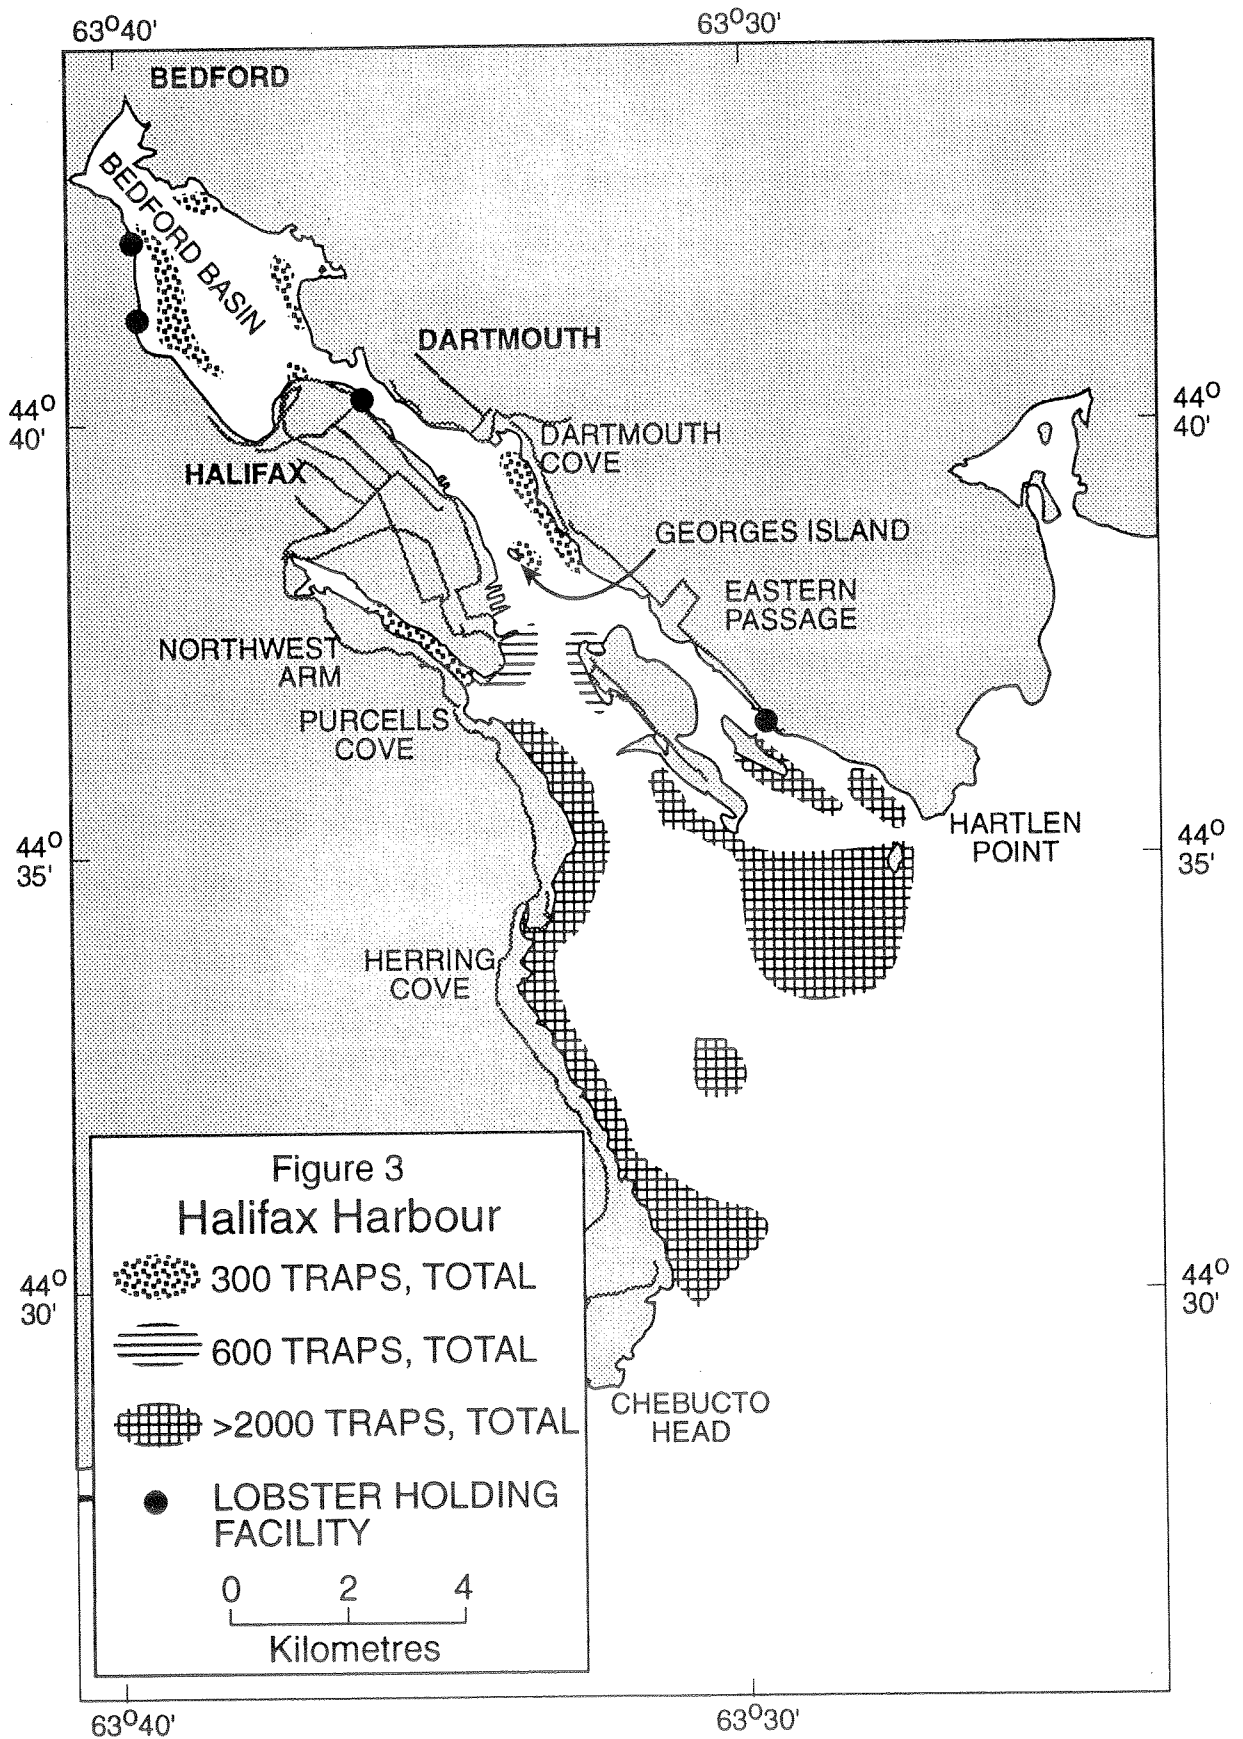 63°40'
63°30'
BEDFORD
BEDFORD BASIN
DARTMOUTH
44°
40'
44°
40'
DARTMOUTH
COVE
HALIFAX
GEORGES ISLAND
EASTERN
PASSAGE
NORTHWEST
ARM
PURCELLS
COVE
HARTLEN
POINT
44°
35'
44°
35'
HERRING
COVE
Figure 3
Halifax Harbour
300 TRAPS, TOTAL
600 TRAPS, TOTAL
>2000 TRAPS, TOTAL
LOBSTER HOLDING
FACILITY
0 2 4
Kilometres
44°
30'
44°
30'
CHEBUCTO
HEAD
63°40'
63°30'